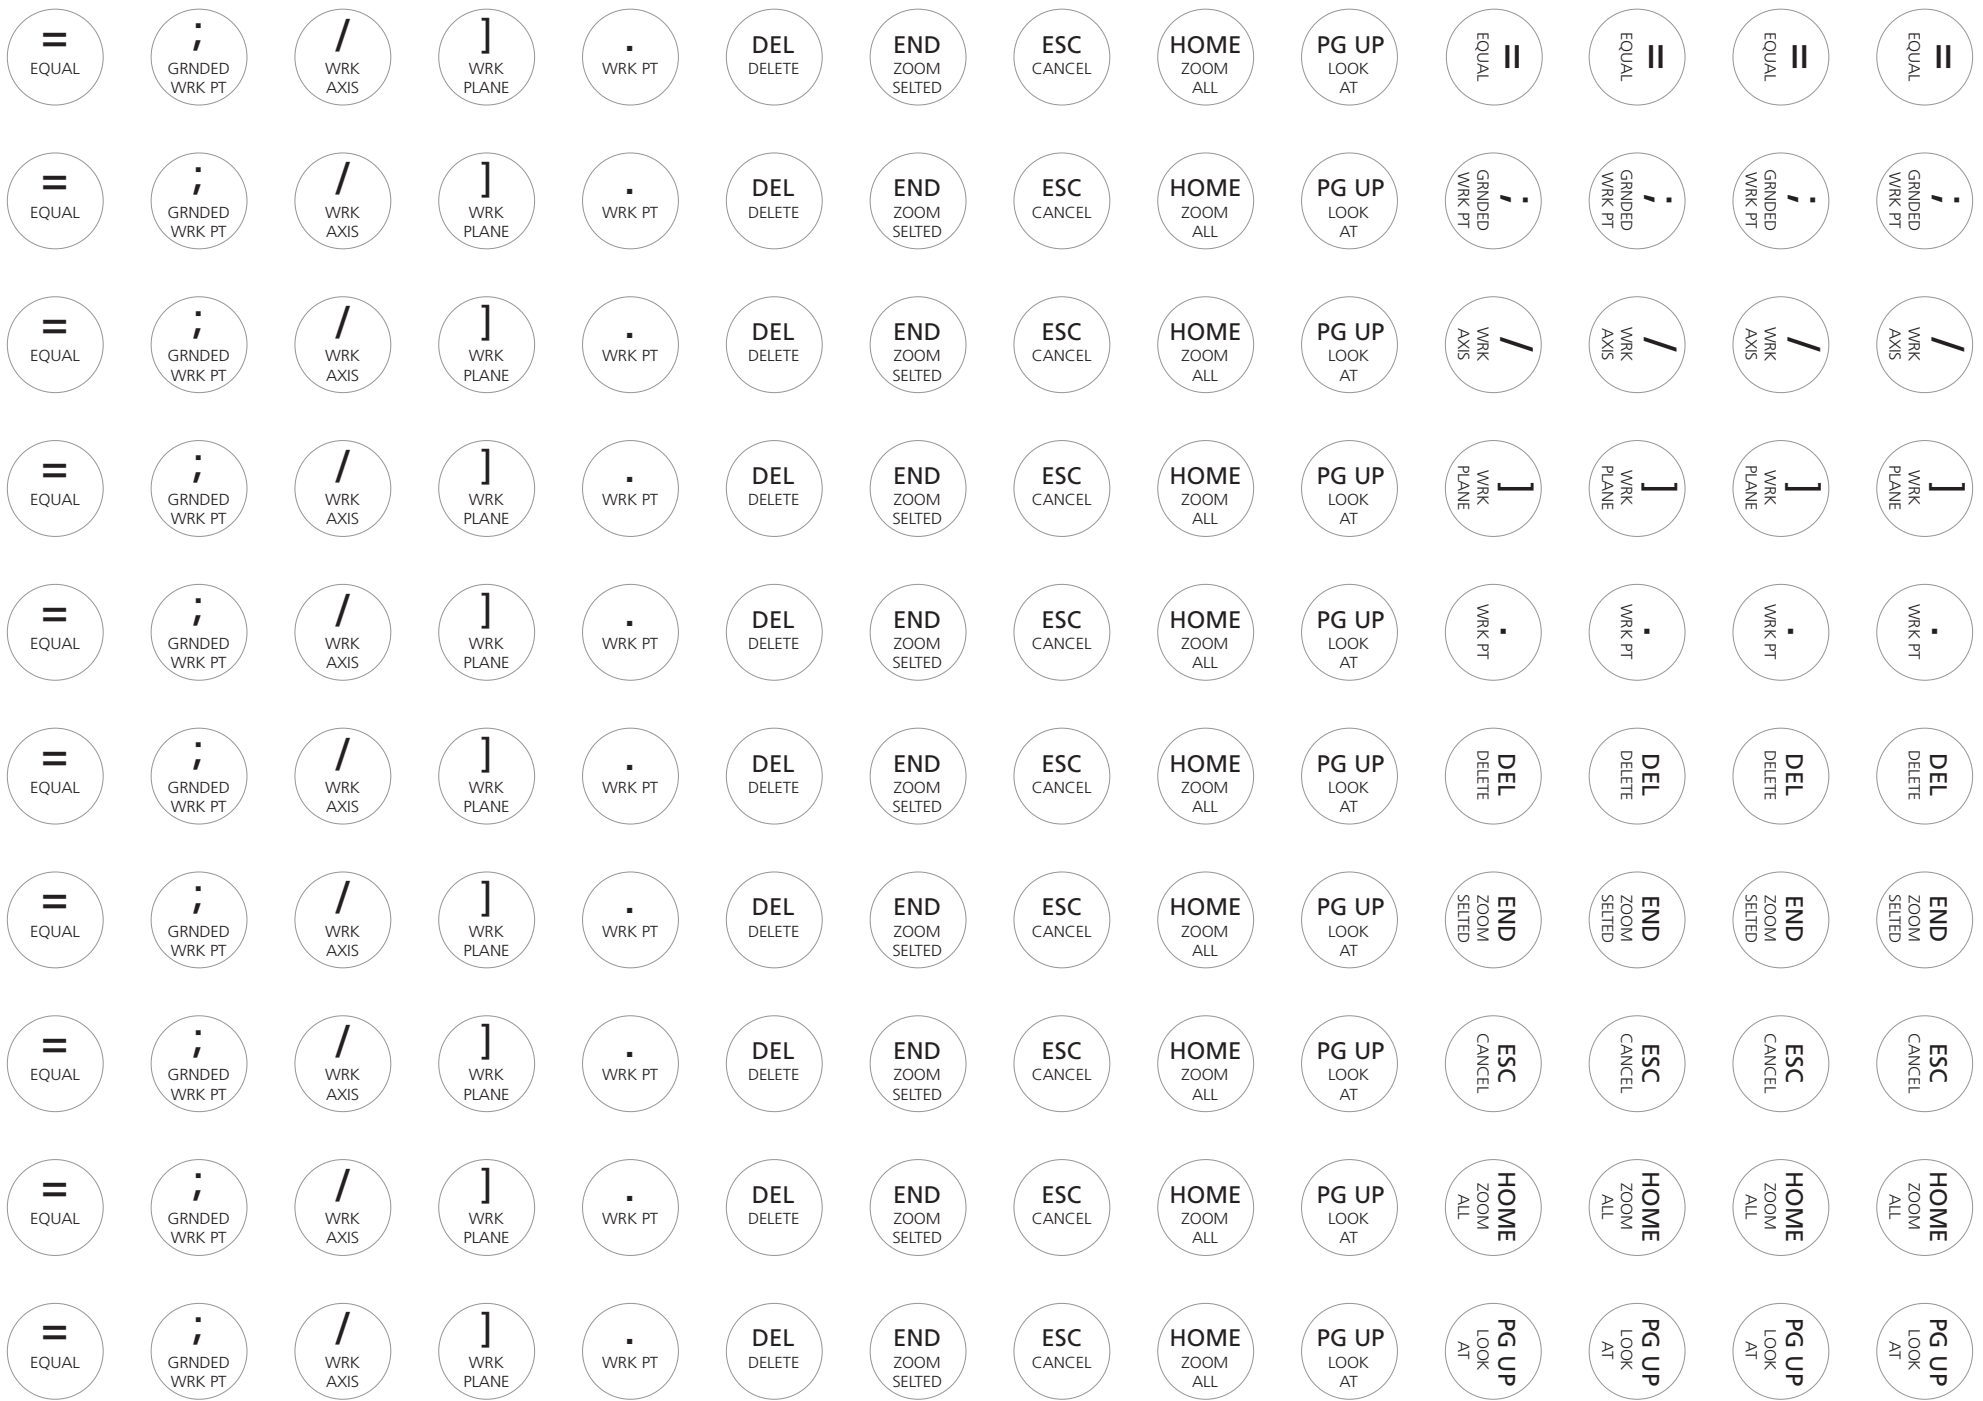 = ; / ] . DEL END ESC HOME PG UP = = = =
EQUAL GRNDED WRK WRK WRK PT DELETE ZOOM CANCEL ZOOM LOOK EQUAL EQUAL EQUAL EQUAL
WRK PT AXIS PLANE SELTED ALL AT
= ; / ] . DEL END ESC HOME PG UP ; ; ; ;
EQUAL GRNDED WRK WRK WRK PT DELETE ZOOM CANCEL ZOOM LOOK GRNDED GRNDED GRNDED GRNDED
WRK PT AXIS PLANE SELTED ALL AT WRK PT WRK PT WRK PT WRK PT
= ; / ] . DEL END ESC HOME PG UP / / / /
EQUAL GRNDED WRK WRK WRK PT DELETE ZOOM CANCEL ZOOM LOOK WRK WRK WRK WRK
WRK PT AXIS PLANE SELTED ALL AT AXIS AXIS AXIS AXIS
= ; / ] . DEL END ESC HOME PG UP ] ] ] ]
EQUAL GRNDED WRK WRK WRK PT DELETE ZOOM CANCEL ZOOM LOOK WRK WRK WRK WRK
WRK PT AXIS PLANE SELTED ALL AT PLANE PLANE PLANE PLANE
= ; / ] . DEL END ESC HOME PG UP . . . .
EQUAL GRNDED WRK WRK WRK PT DELETE ZOOM CANCEL ZOOM LOOK WRK PT WRK PT WRK PT WRK PT
WRK PT AXIS PLANE SELTED ALL AT
= ; / ] . DEL END ESC HOME PG UP DEL DEL DEL DEL
EQUAL GRNDED WRK WRK WRK PT DELETE ZOOM CANCEL ZOOM LOOK DELETE DELETE DELETE DELETE
WRK PT AXIS PLANE SELTED ALL AT
= ; / ] . DEL END ESC HOME PG UP END END END END
EQUAL GRNDED WRK WRK WRK PT DELETE ZOOM CANCEL ZOOM LOOK ZOOM ZOOM ZOOM ZOOM
WRK PT AXIS PLANE SELTED ALL AT SELTED SELTED SELTED SELTED
= ; / ] . DEL END ESC HOME PG UP ESC ESC ESC ESC
EQUAL GRNDED WRK WRK WRK PT DELETE ZOOM CANCEL ZOOM LOOK CANCEL CANCEL CANCEL CANCEL
WRK PT AXIS PLANE SELTED ALL AT
= ; / ] . DEL END ESC HOME PG UP HOME HOME HOME HOME
EQUAL GRNDED WRK WRK WRK PT DELETE ZOOM CANCEL ZOOM LOOK ZOOM ZOOM ZOOM ZOOM
WRK PT AXIS PLANE SELTED ALL AT ALL ALL ALL ALL
= ; / ] . DEL END ESC HOME PG UP PG UP PG UP PG UP PG UP
EQUAL GRNDED WRK WRK WRK PT DELETE ZOOM CANCEL ZOOM LOOK LOOK LOOK LOOK LOOK
WRK PT AXIS PLANE SELTED ALL AT AT AT AT AT